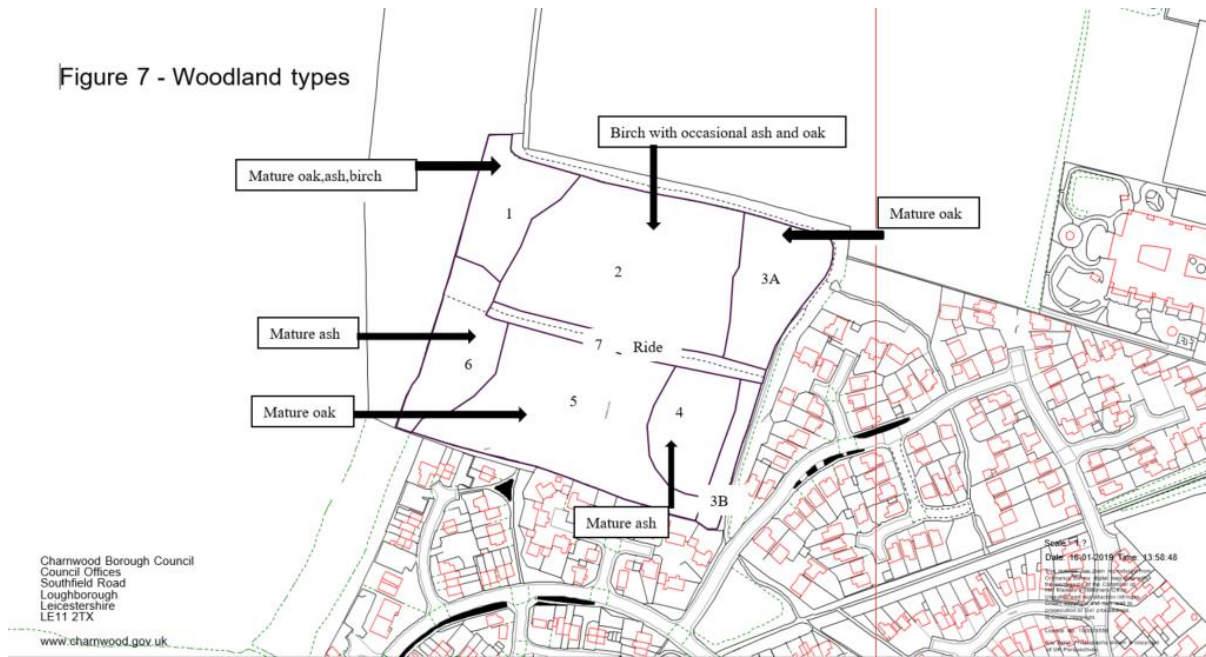 Figure 7 - Woodland types
Birch with occasional ash and oak
Mature oak,ash,birch
Mature oak
1
2
3A
Mature ash
7
Ride
6
Mature oak
5
4
3B
Mature ash
Charnwood Borough Council
Council Offices
Southfield Road
Loughborough
Leicestershire
LE11 2TX
www.charnwood.gov.uk
Scale: 1:?
Date: 16-01-2019 Time: 13:58:48